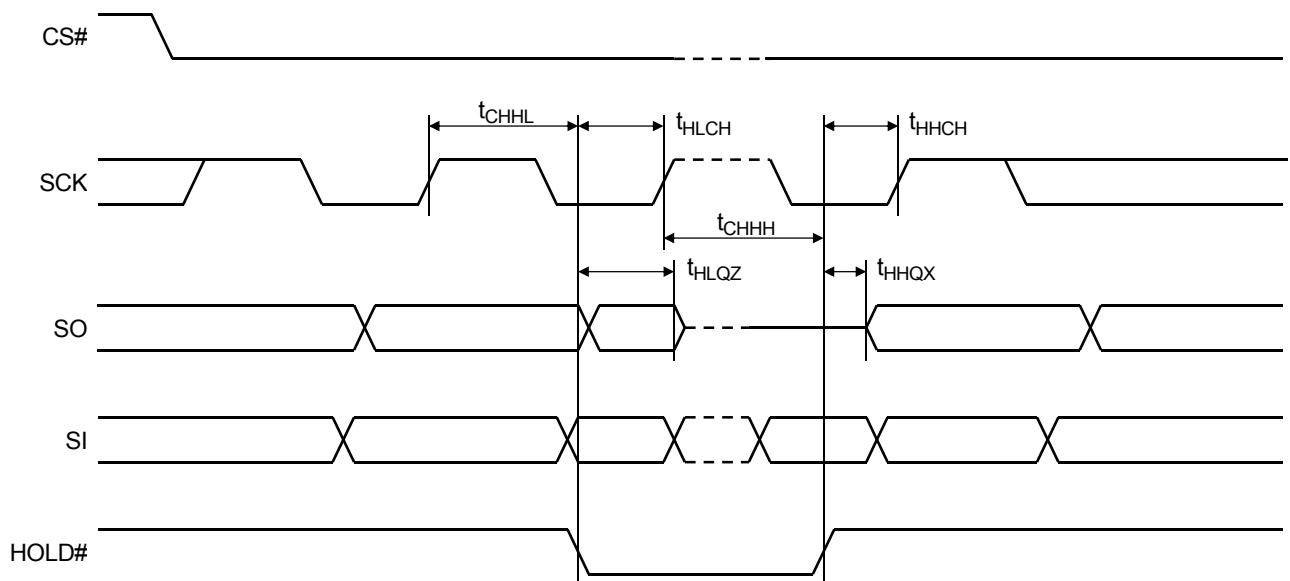 CS#
tCHHL
tHLCH
tHHCH
SCK
tCHHH
tHLQZ
tHHQX
SO
SI
HOLD#